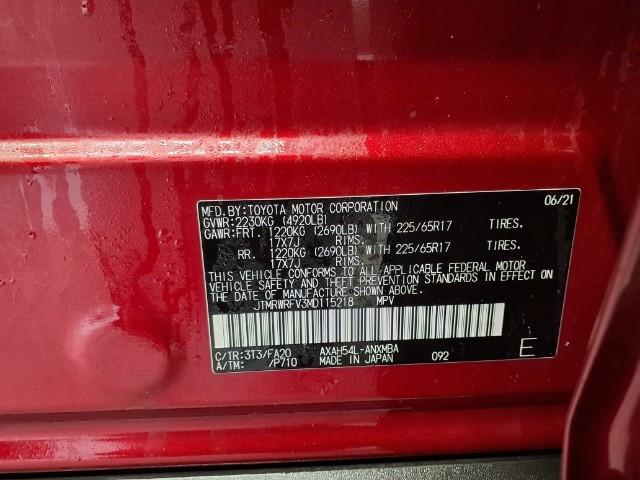 MFD.BY:TOYOTA MOTOR CORPORATION 06/21
GVWR:2230KG (4920LB)
GAWR:FRT. 1220KG (2690LB) WITH 225/65R17 TIRES.
17X7J RIMS.
RR. 1220KG (2690LB) WITH 225/65R17 TIRES.
17X7J RIMS.
THIS VEHICLE CONFORMS TO ALL APPLICABLE FEDERAL MOTOR
VEHICLE SAFETY AND BUMPER STANDARDS IN EFFECT ON
THE DATE OF MANUFACTURE SHOWN ABOVE.
JTMRWRFV3MD115218 MPV
C/TR:3T3/FA20 AXAH54L-ANXMBA
A/TM: /P710 MADE IN JAPAN 092 E